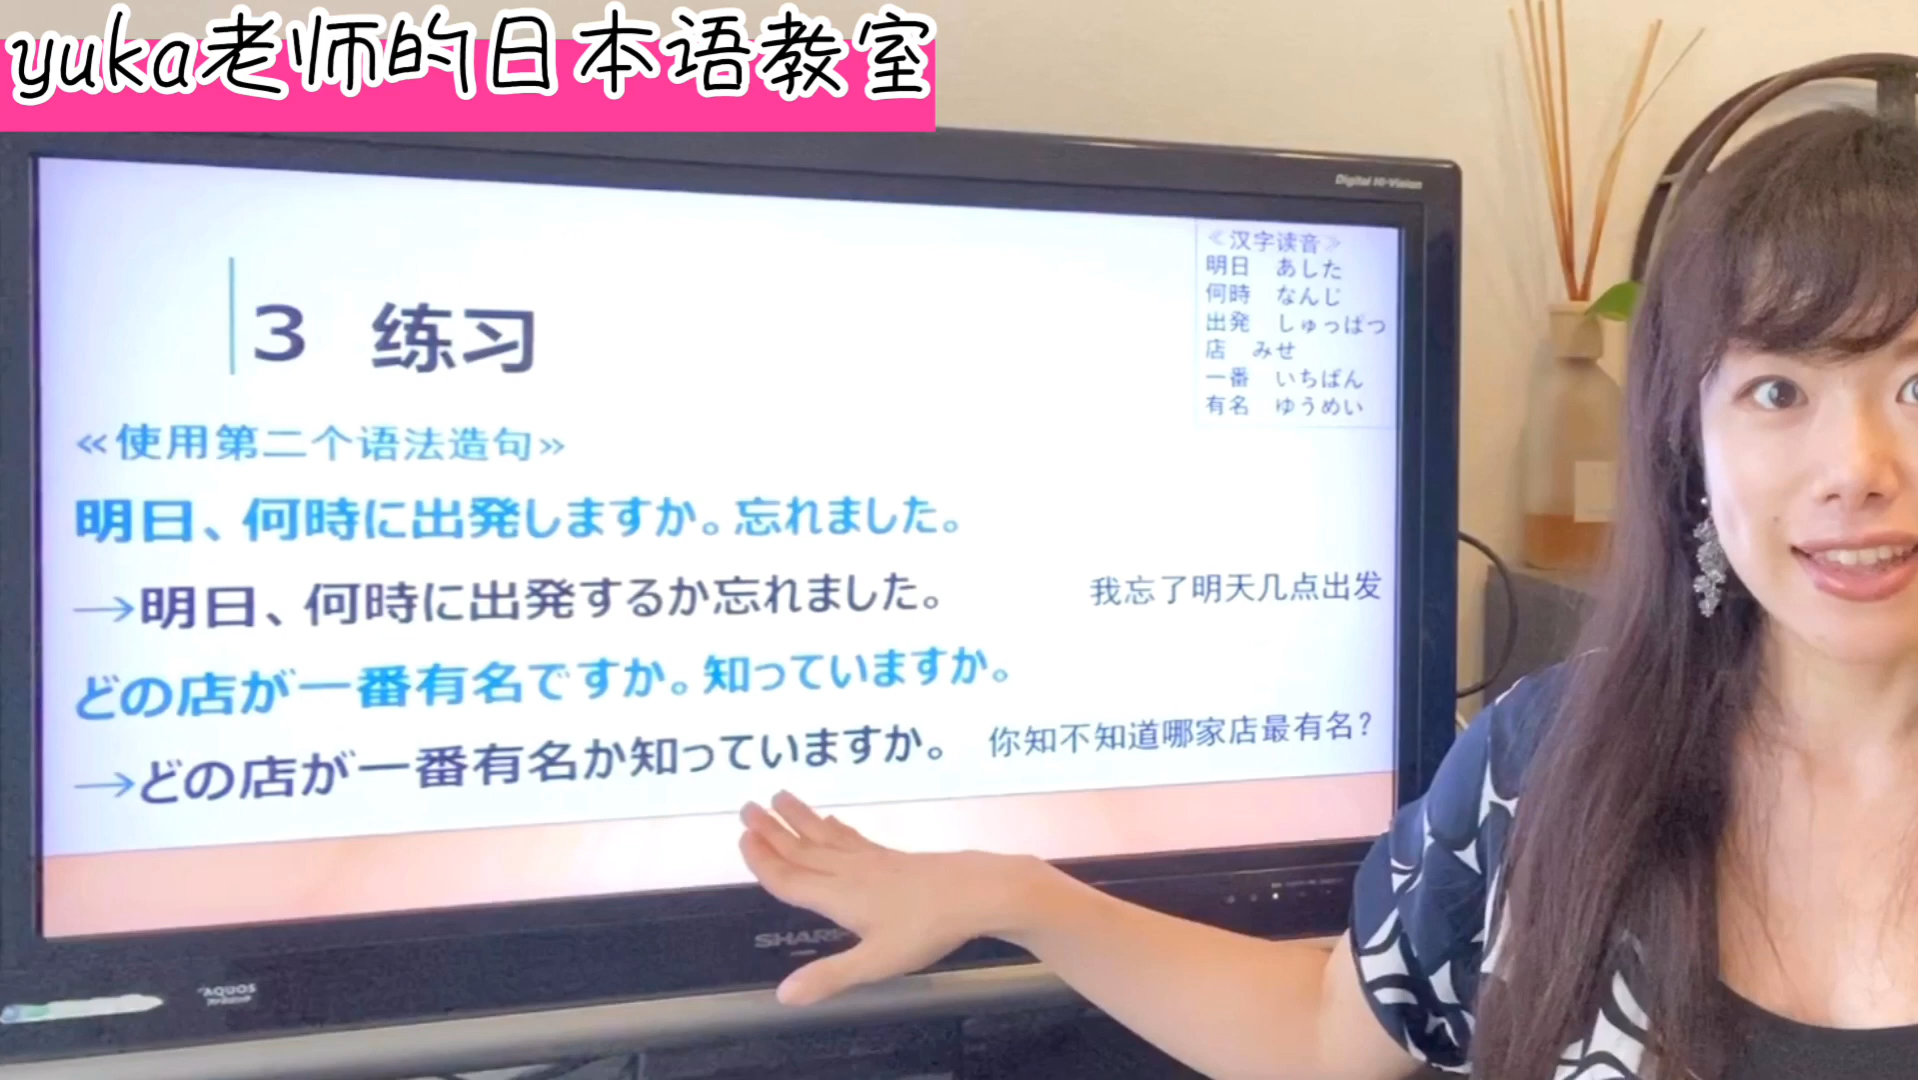 yuka老师的日本语教室
Digital Hi-Vision
≪汉字读音≫
明日 あした
何時 なんじ
出発 しゅっぱつ
店 みせ
一番 いちばん
有名 ゆうめい
3 练习
≪使用第二个语法造句≫
明日、何時に出発しますか。忘れました。
→明日、何時に出発するか忘れました。 我忘了明天几点出发
どの店が一番有名ですか。知っていますか。
→どの店が一番有名か知っていますか。 你知不知道哪家店最有名?
SHARP
AQUOS